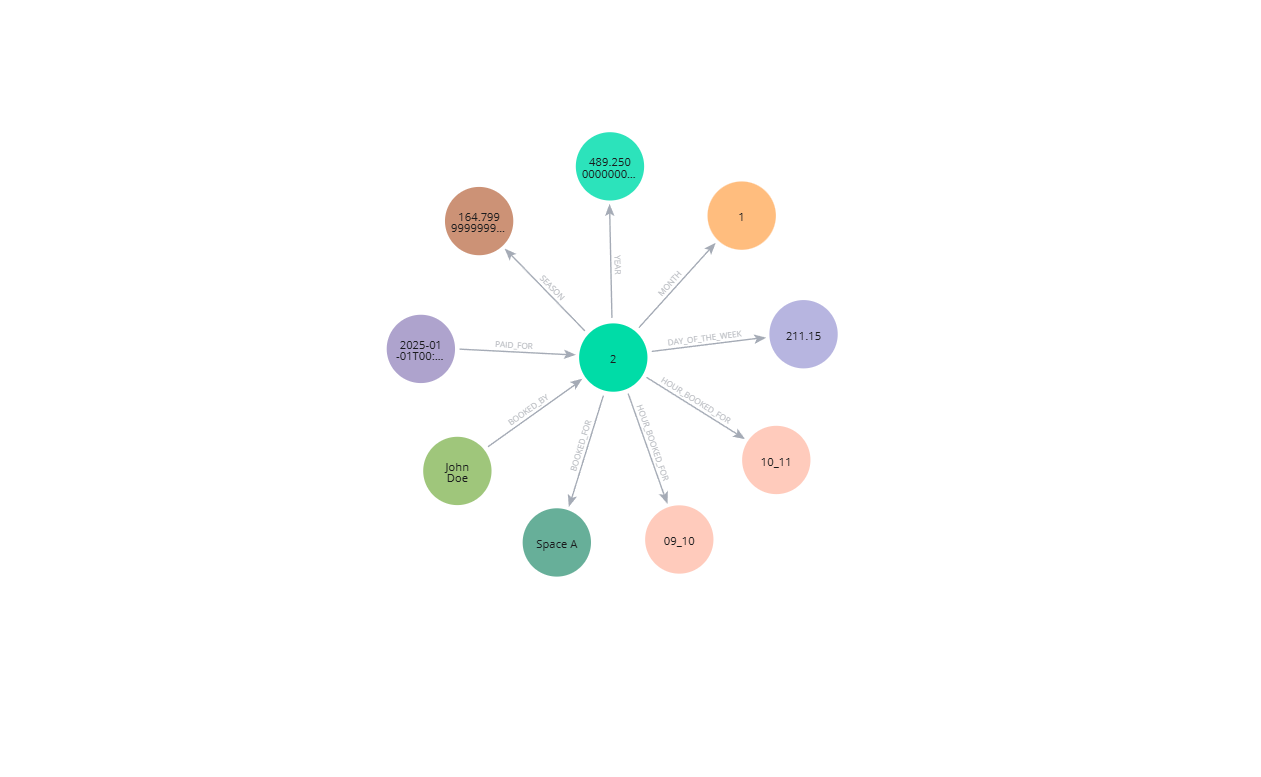 489.250
0000000...
YEAR
164.799
9999999...
SEASON
1
MONTH
2025-01
-01T00:...
PAID_FOR
2
DAY_OF_THE_WEEK
211.15
John
Doe
BOOKED_BY
BOOKED_FOR
Space A
HOUR_BOOKED_FOR
09_10
HOUR_BOOKED_FOR
10_11